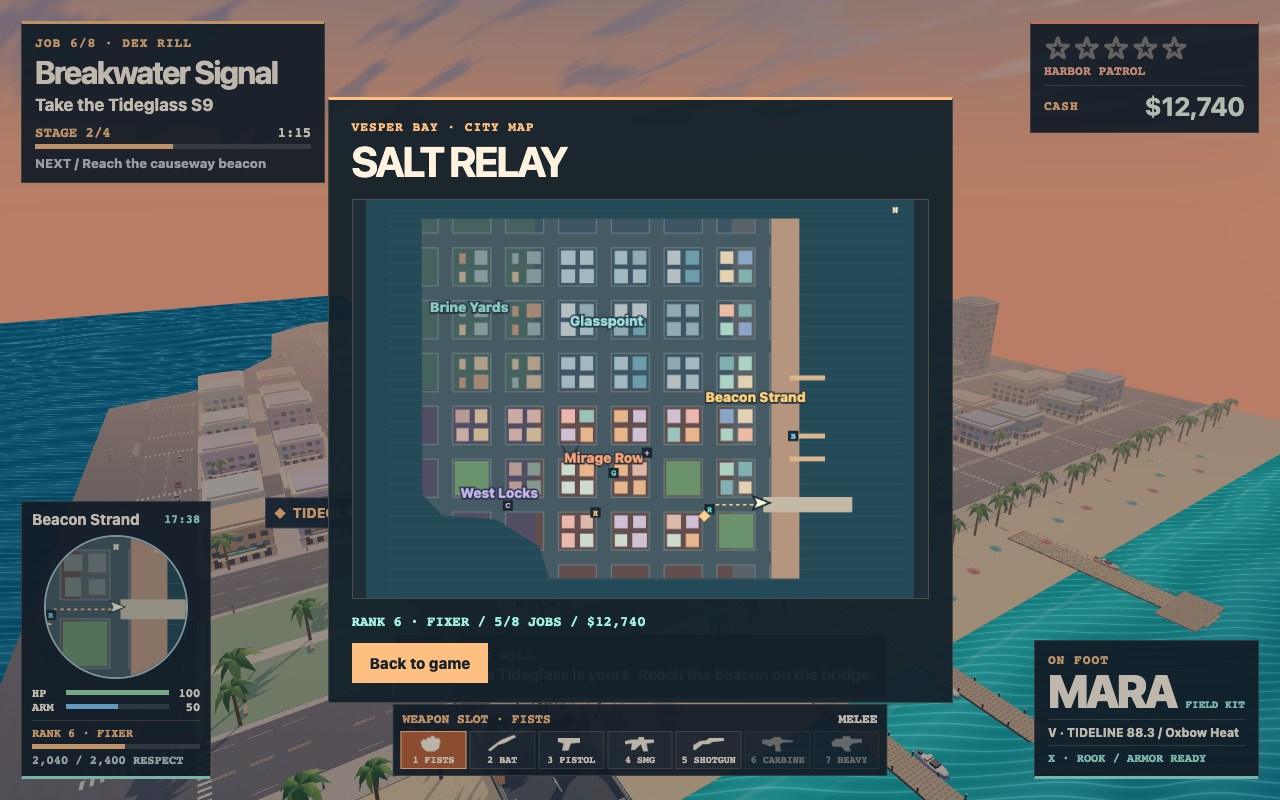 JOB 6/8 · DEX RILL
Breakwater Signal
Take the Tideglass S9
STAGE 2/4 1:15
NEXT / Reach the causeway beacon
HARBOR PATROL
CASH $12,740
VESPER BAY · CITY MAP
SALT RELAY
N
Brine Yards
Glasspoint
Beacon Strand
B
Mirage Row
+
G
West Locks
C
R
H
RANK 6 · FIXER / 5/8 JOBS / $12,740
Back to game
RILL
Tideglass is yours. Reach the beacon on the bridge.
Beacon Strand 17:38
N
R
HP 100
ARM 50
RANK 6 · FIXER
2,040 / 2,400 RESPECT
WEAPON SLOT · FISTS MELEE
1 FISTS 2 BAT 3 PISTOL 4 SMG 5 SHOTGUN 6 CARBINE 7 HEAVY
ON FOOT
MARA FIELD KIT
V · TIDELINE 88.3 / Oxbow Heat
X · ROOK / ARMOR READY